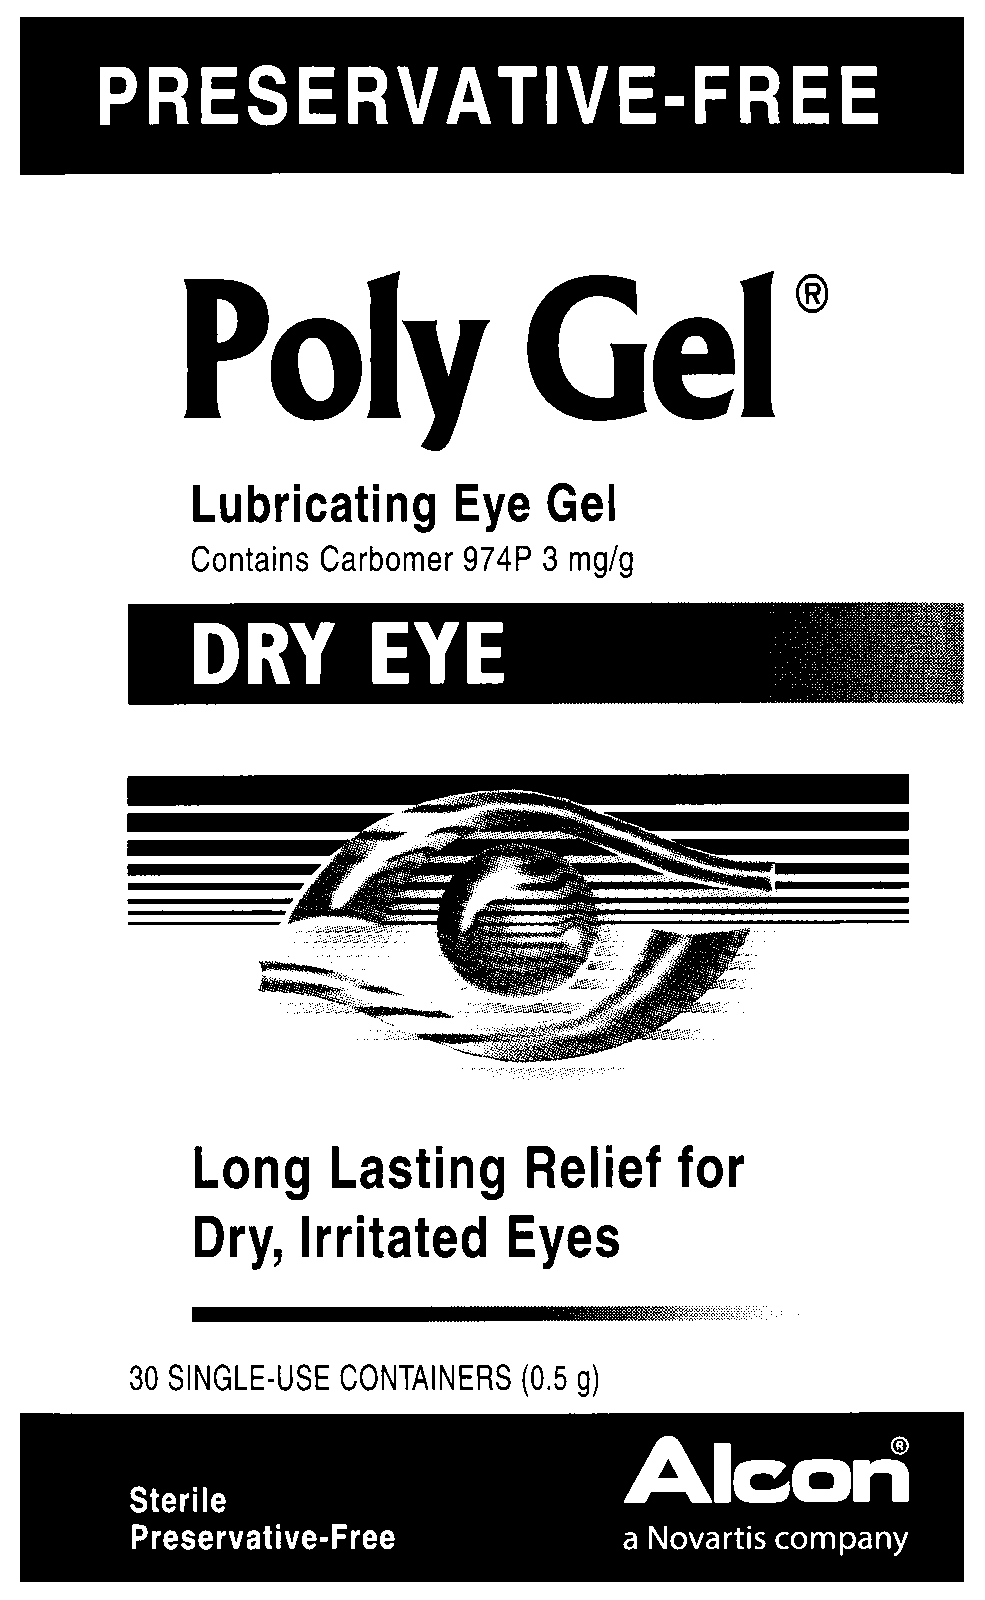 PRESERVATIVE-FREE
Poly Gel®
Lubricating Eye Gel
Contains Carbomer 974P 3 mg/g
DRY EYE
Long Lasting Relief for
Dry, Irritated Eyes
30 SINGLE-USE CONTAINERS (0.5 g)
Sterile
Preservative-Free
Alcon®
a Novartis company